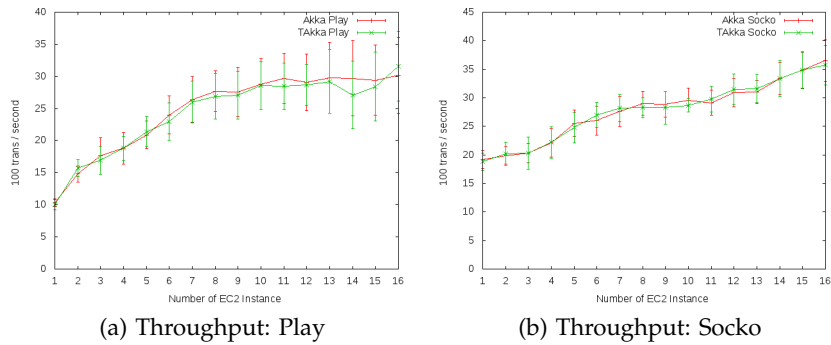 40
35
30
25
20
15
10
5
0
100 trans / second
Akka Play
TAkka Play
1 2 3 4 5 6 7 8 9 10 11 12 13 14 15 16
Number of EC2 Instance
(a) Throughput: Play
45
40
35
30
25
20
15
10
5
0
100 trans / second
Akka Socko
TAkka Socko
1 2 3 4 5 6 7 8 9 10 11 12 13 14 15 16
Number of EC2 Instance
(b) Throughput: Socko